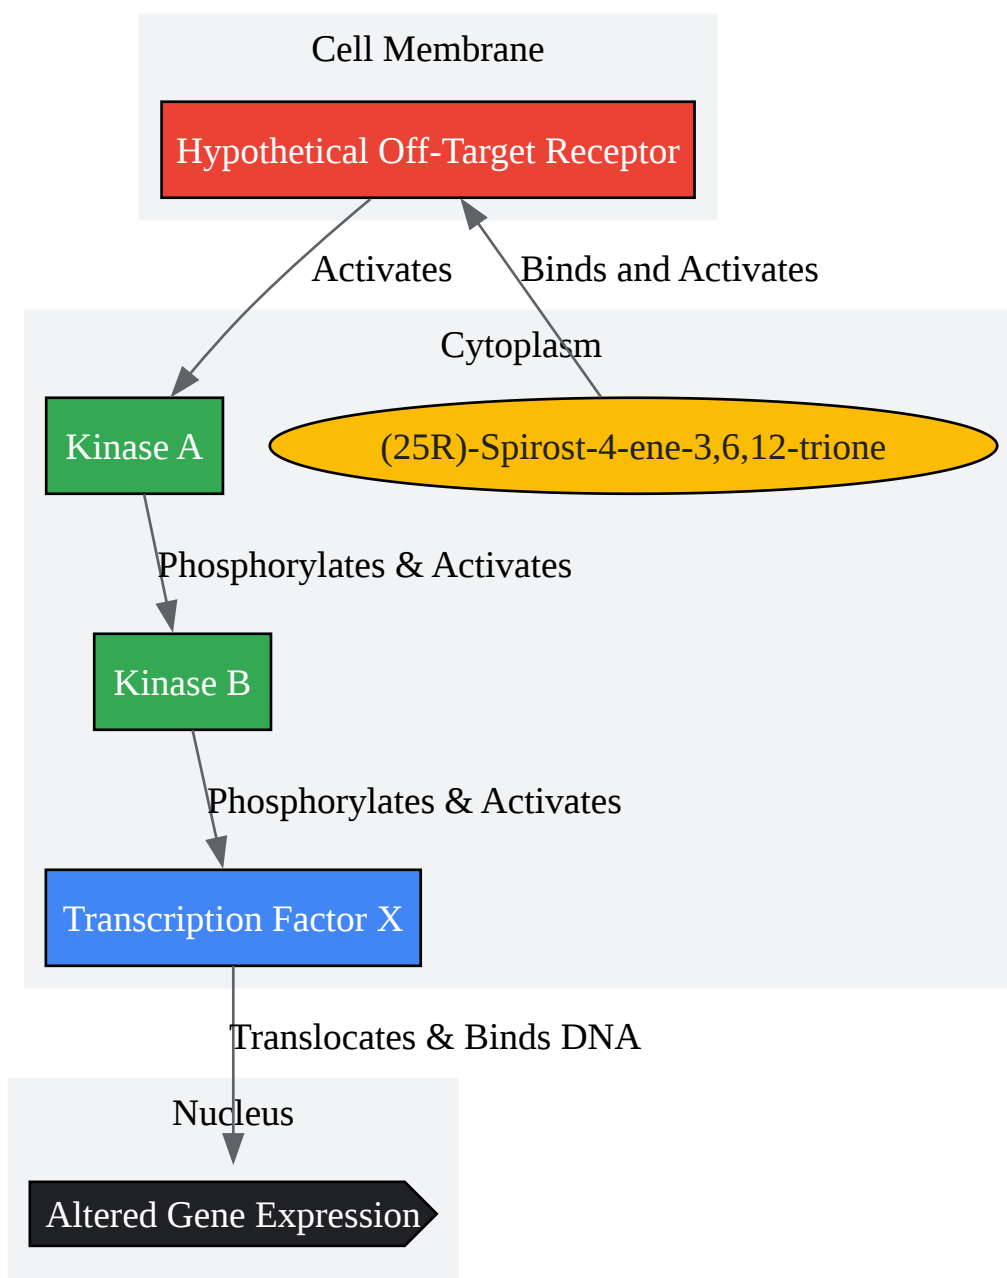 Cell Membrane
Hypothetical Off-Target Receptor
Activates
Binds and Activates
Cytoplasm
Kinase A
(25R)-Spirost-4-ene-3,6,12-trione
Phosphorylates & Activates
Kinase B
Phosphorylates & Activates
Transcription Factor X
Translocates & Binds DNA
Nucleus
Altered Gene Expression